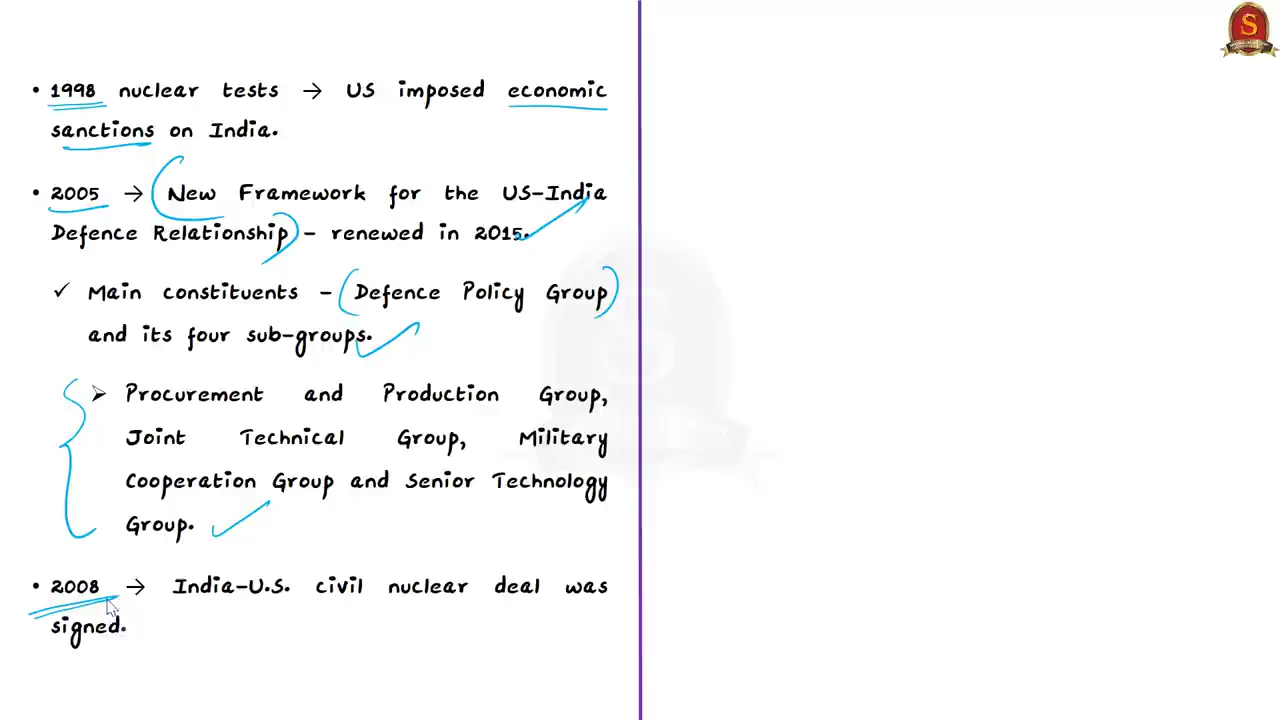 • 1998 nuclear tests → US imposed economic
sanctions on India.
• 2005 → New Framework for the US-India
Defence Relationship - renewed in 2015.
✓ Main constituents - Defence Policy Group
and its four sub-groups.
➢ Procurement and Production Group,
Joint Technical Group, Military
Cooperation Group and Senior Technology
Group.
• 2008 → India-U.S. civil nuclear deal was
signed.
S